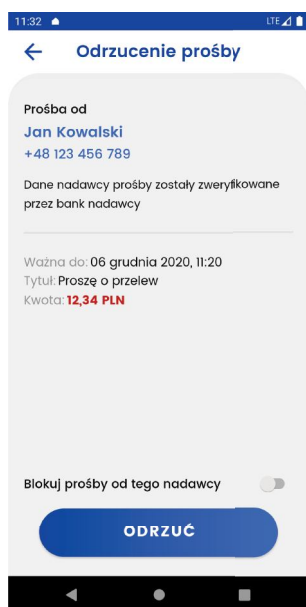 11:32 LTE
Odrzucenie prośby
Prośba od
Jan Kowalski
+48 123 456 789
Dane nadawcy prośby zostały zweryfikowane
przez bank nadawcy
Ważna do: 06 grudnia 2020, 11:20
Tytuł: Proszę o przelew
Kwota: 12,34 PLN
Blokuj prośby od tego nadawcy
ODRZUĆ